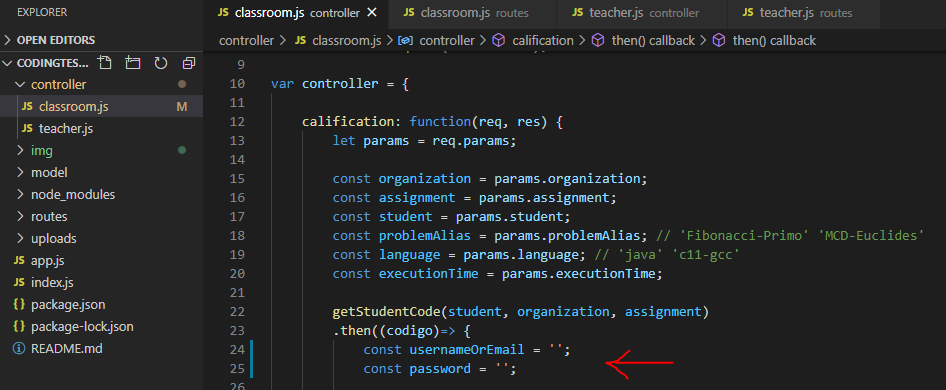 EXPLORER
OPEN EDITORS
CODINGTES...
controller
JS classroom.js M
JS teacher.js
img
model
node_modules
routes
uploads
JS app.js
JS index.js
{} package.json
{} package-lock.json
README.md
JS classroom.js controller
JS classroom.js routes
JS teacher.js controller
JS teacher.js routes
controller > JS classroom.js > controller > calification > then() callback > then() callback
9
10 var controller = {
11
12 calification: function(req, res) {
13 let params = req.params;
14
15 const organization = params.organization;
16 const assignment = params.assignment;
17 const student = params.student;
18 const problemAlias = params.problemAlias; // 'Fibonacci-Primo' 'MCD-Euclides'
19 const language = params.language; // 'java' 'c11-gcc'
20 const executionTime = params.executionTime;
21
22 getStudentCode(student, organization, assignment)
23 .then((codigo)=> {
24 const usernameOrEmail = '';
25 const password = '';
26